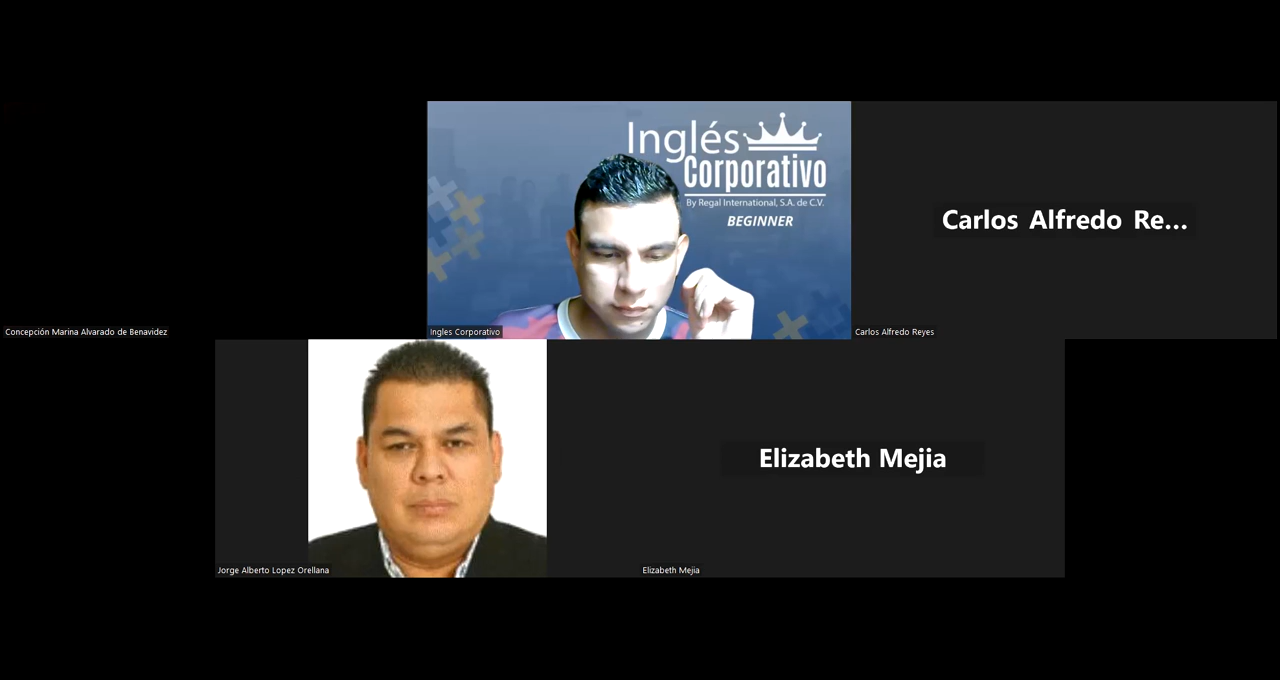 Inglés
Corporativo
By Regal International, S.A. de C.V.
BEGINNER
Carlos Alfredo Re...
Concepción Marina Alvarado de Benavidez
Ingles Corporativo
Carlos Alfredo Reyes
Elizabeth Mejia
Jorge Alberto Lopez Orellana
Elizabeth Mejia